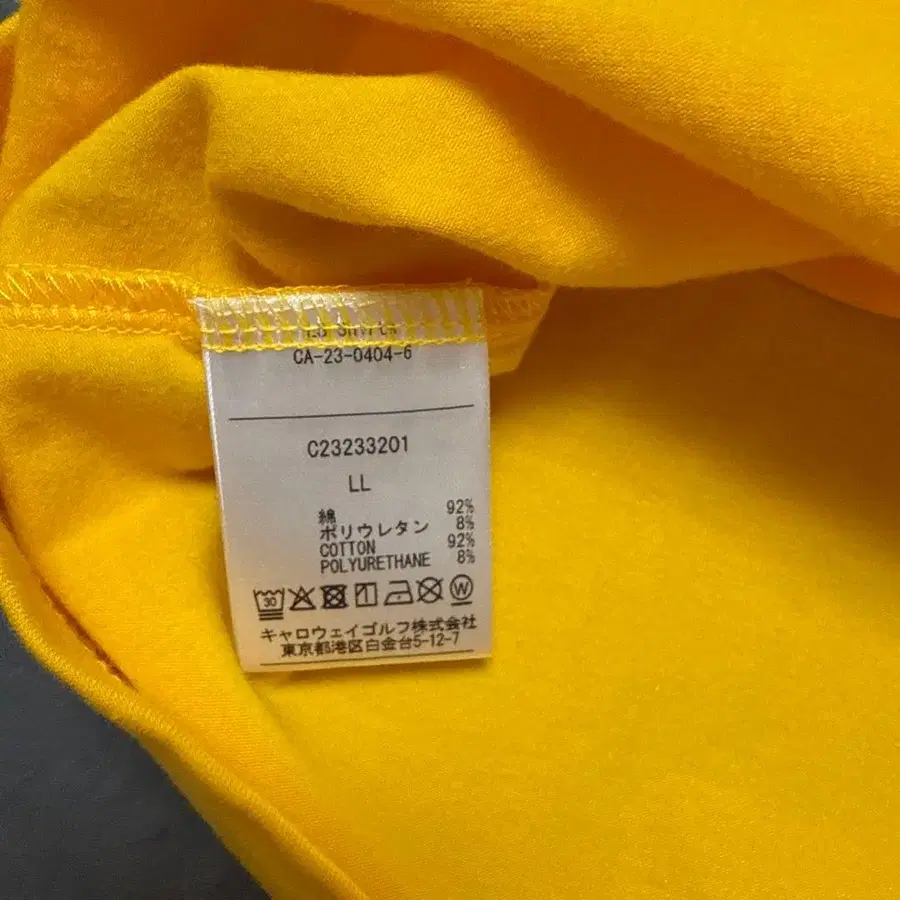 CA-23-0404-6
C23233201
LL
綿 92%
ポリウレタン 8%
COTTON 92%
POLYURETHANE 8%
30 W
キャロウェイゴルフ株式会社
東京都港区白金台5-12-7